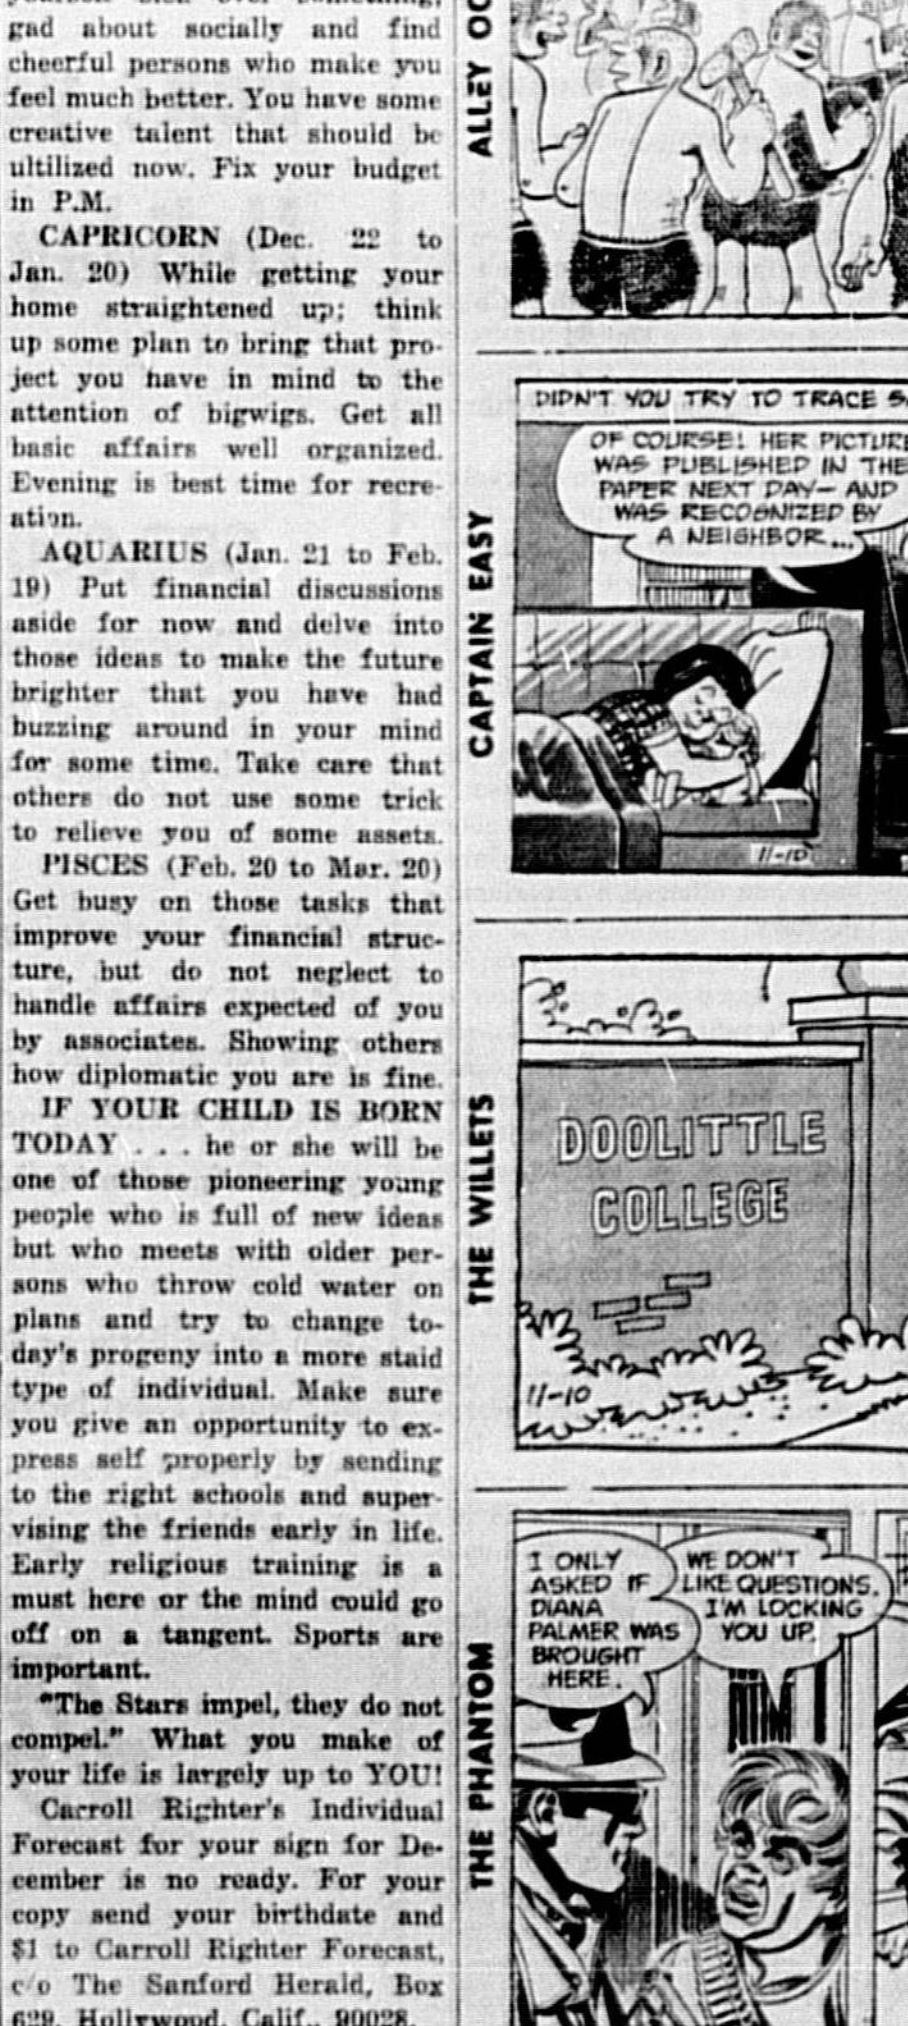 gad about socially and find
cheerful persons who make you
feel much better. You have some
creative talent that should be
ultilized now. Fix your budget
in P.M.
CAPRICORN (Dec. 22 to
Jan. 20) While getting your
home straightened up; think
up some plan to bring that pro-
ject you have in mind to the
attention of bigwigs. Get all
basic affairs well organized.
Evening is best time for recre-
ation.
AQUARIUS (Jan. 21 to Feb.
19) Put financial discussions
aside for now and delve into
those ideas to make the future
brighter that you have had
buzzing around in your mind
for some time. Take care that
others do not use some trick
to relieve you of some assets.
PISCES (Feb. 20 to Mar. 20)
Get busy on those tasks that
improve your financial struc-
ture, but do not neglect to
handle affairs expected of you
by associates. Showing others
how diplomatic you are is fine.
IF YOUR CHILD IS BORN
TODAY . . . he or she will be
one of those pioneering young
people who is full of new ideas
but who meets with older per-
sons who throw cold water on
plans and try to change to-
day's progeny into a more staid
type of individual. Make sure
you give an opportunity to ex-
press self properly by sending
to the right schools and super-
vising the friends early in life.
Early religious training is a
must here or the mind could go
off on a tangent. Sports are
important.
"The Stars impel, they do not
compel." What you make of
your life is largely up to YOU!
Carroll Righter's Individual
Forecast for your sign for De-
cember is no ready. For your
copy send your birthdate and
$1 to Carroll Righter Forecast,
c/o The Sanford Herald, Box
629, Hollywood, Calif., 90028.
ALLEY OO
CAPTAIN EASY
DIDN'T YOU TRY TO TRACE
OF COURSE! HER PICTURE
WAS PUBLISHED IN THE
PAPER NEXT DAY— AND
WAS RECOGNIZED BY
A NEIGHBOR...
11-10
THE WILLETS
DOOLITTLE
COLLEGE
11-10
THE PHANTOM
I ONLY
ASKED IF
DIANA
PALMER WAS
BROUGHT
HERE.
WE DON'T
LIKE QUESTIONS.
I'M LOCKING
YOU UP.